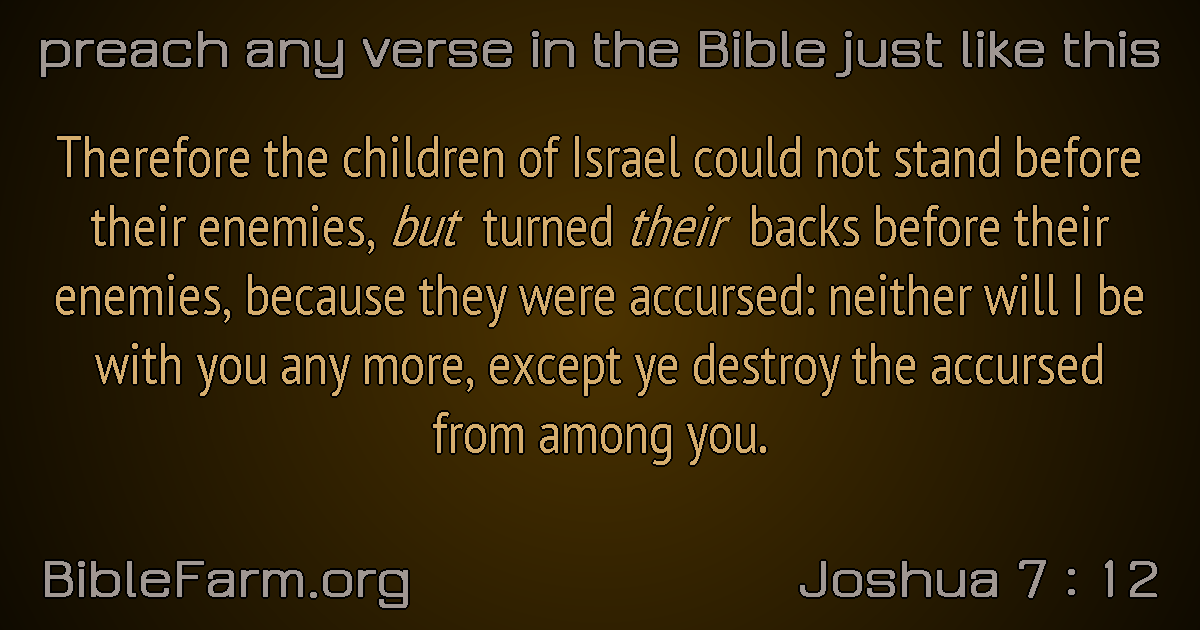 preach any verse in the Bible just like this
Therefore the children of Israel could not stand before
their enemies, but turned their backs before their
enemies, because they were accursed: neither will I be
with you any more, except ye destroy the accursed
from among you.
BibleFarm.org
Joshua 7 : 12